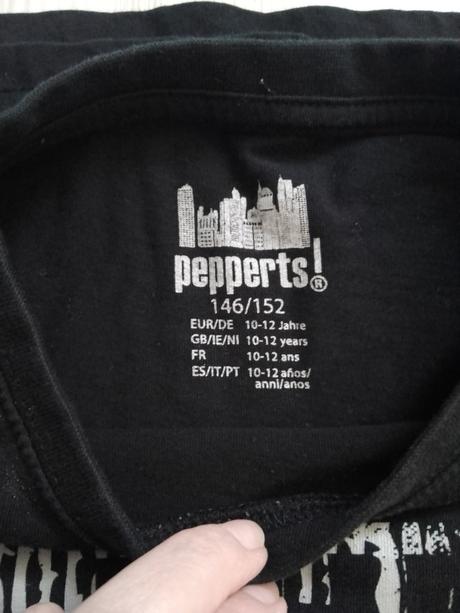 pepperts!®
146/152
EUR/DE 10-12 Jahre
GB/IE/NI 10-12 years
FR 10-12 ans
ES/IT/PT 10-12 años/
anni/anos